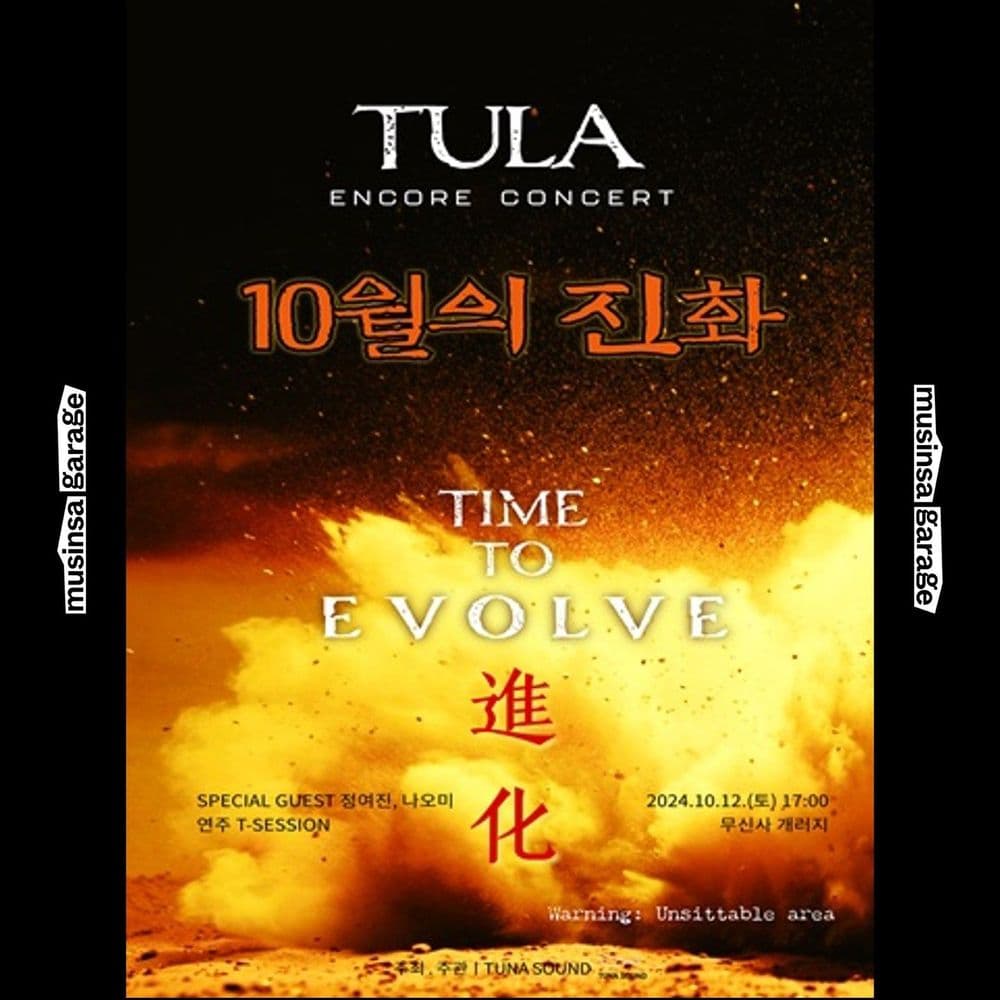 TULA
ENCORE CONCERT
10월의 진화
musinsa garage
musinsa garage
TIME
TO
EVOLVE
進
化
SPECIAL GUEST 정여진, 나오미
연주 T-SESSION
2024.10.12.(토) 17:00
무신사 개러지
Warning: Unsittable area
주최 . 주관 | TUNA SOUND
TUNA SOUND